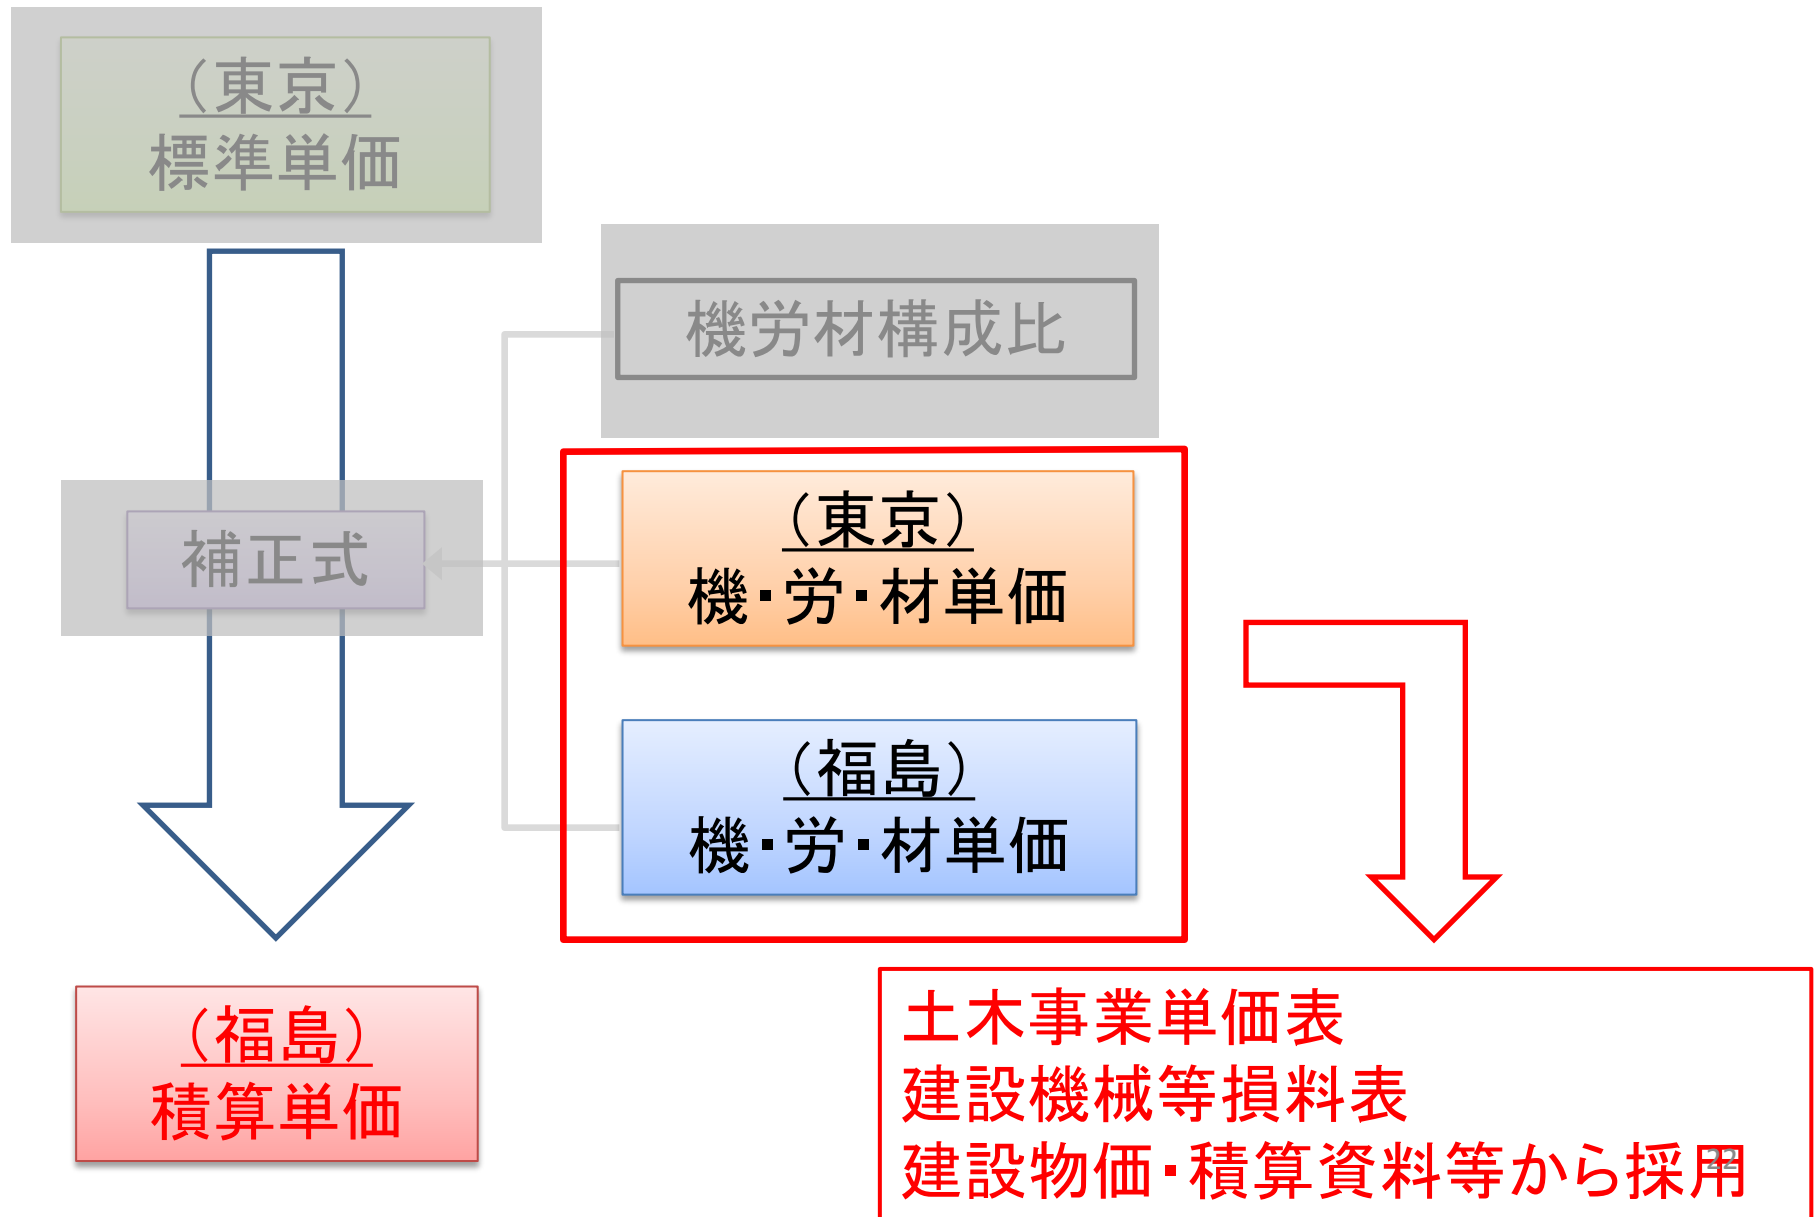 （東京）
標準単価
機労材構成比
補正式
（東京）
機・労・材単価
（福島）
機・労・材単価
（福島）
積算単価
土木事業単価表
建設機械等損料表
建設物価・積算資料等から採用
22